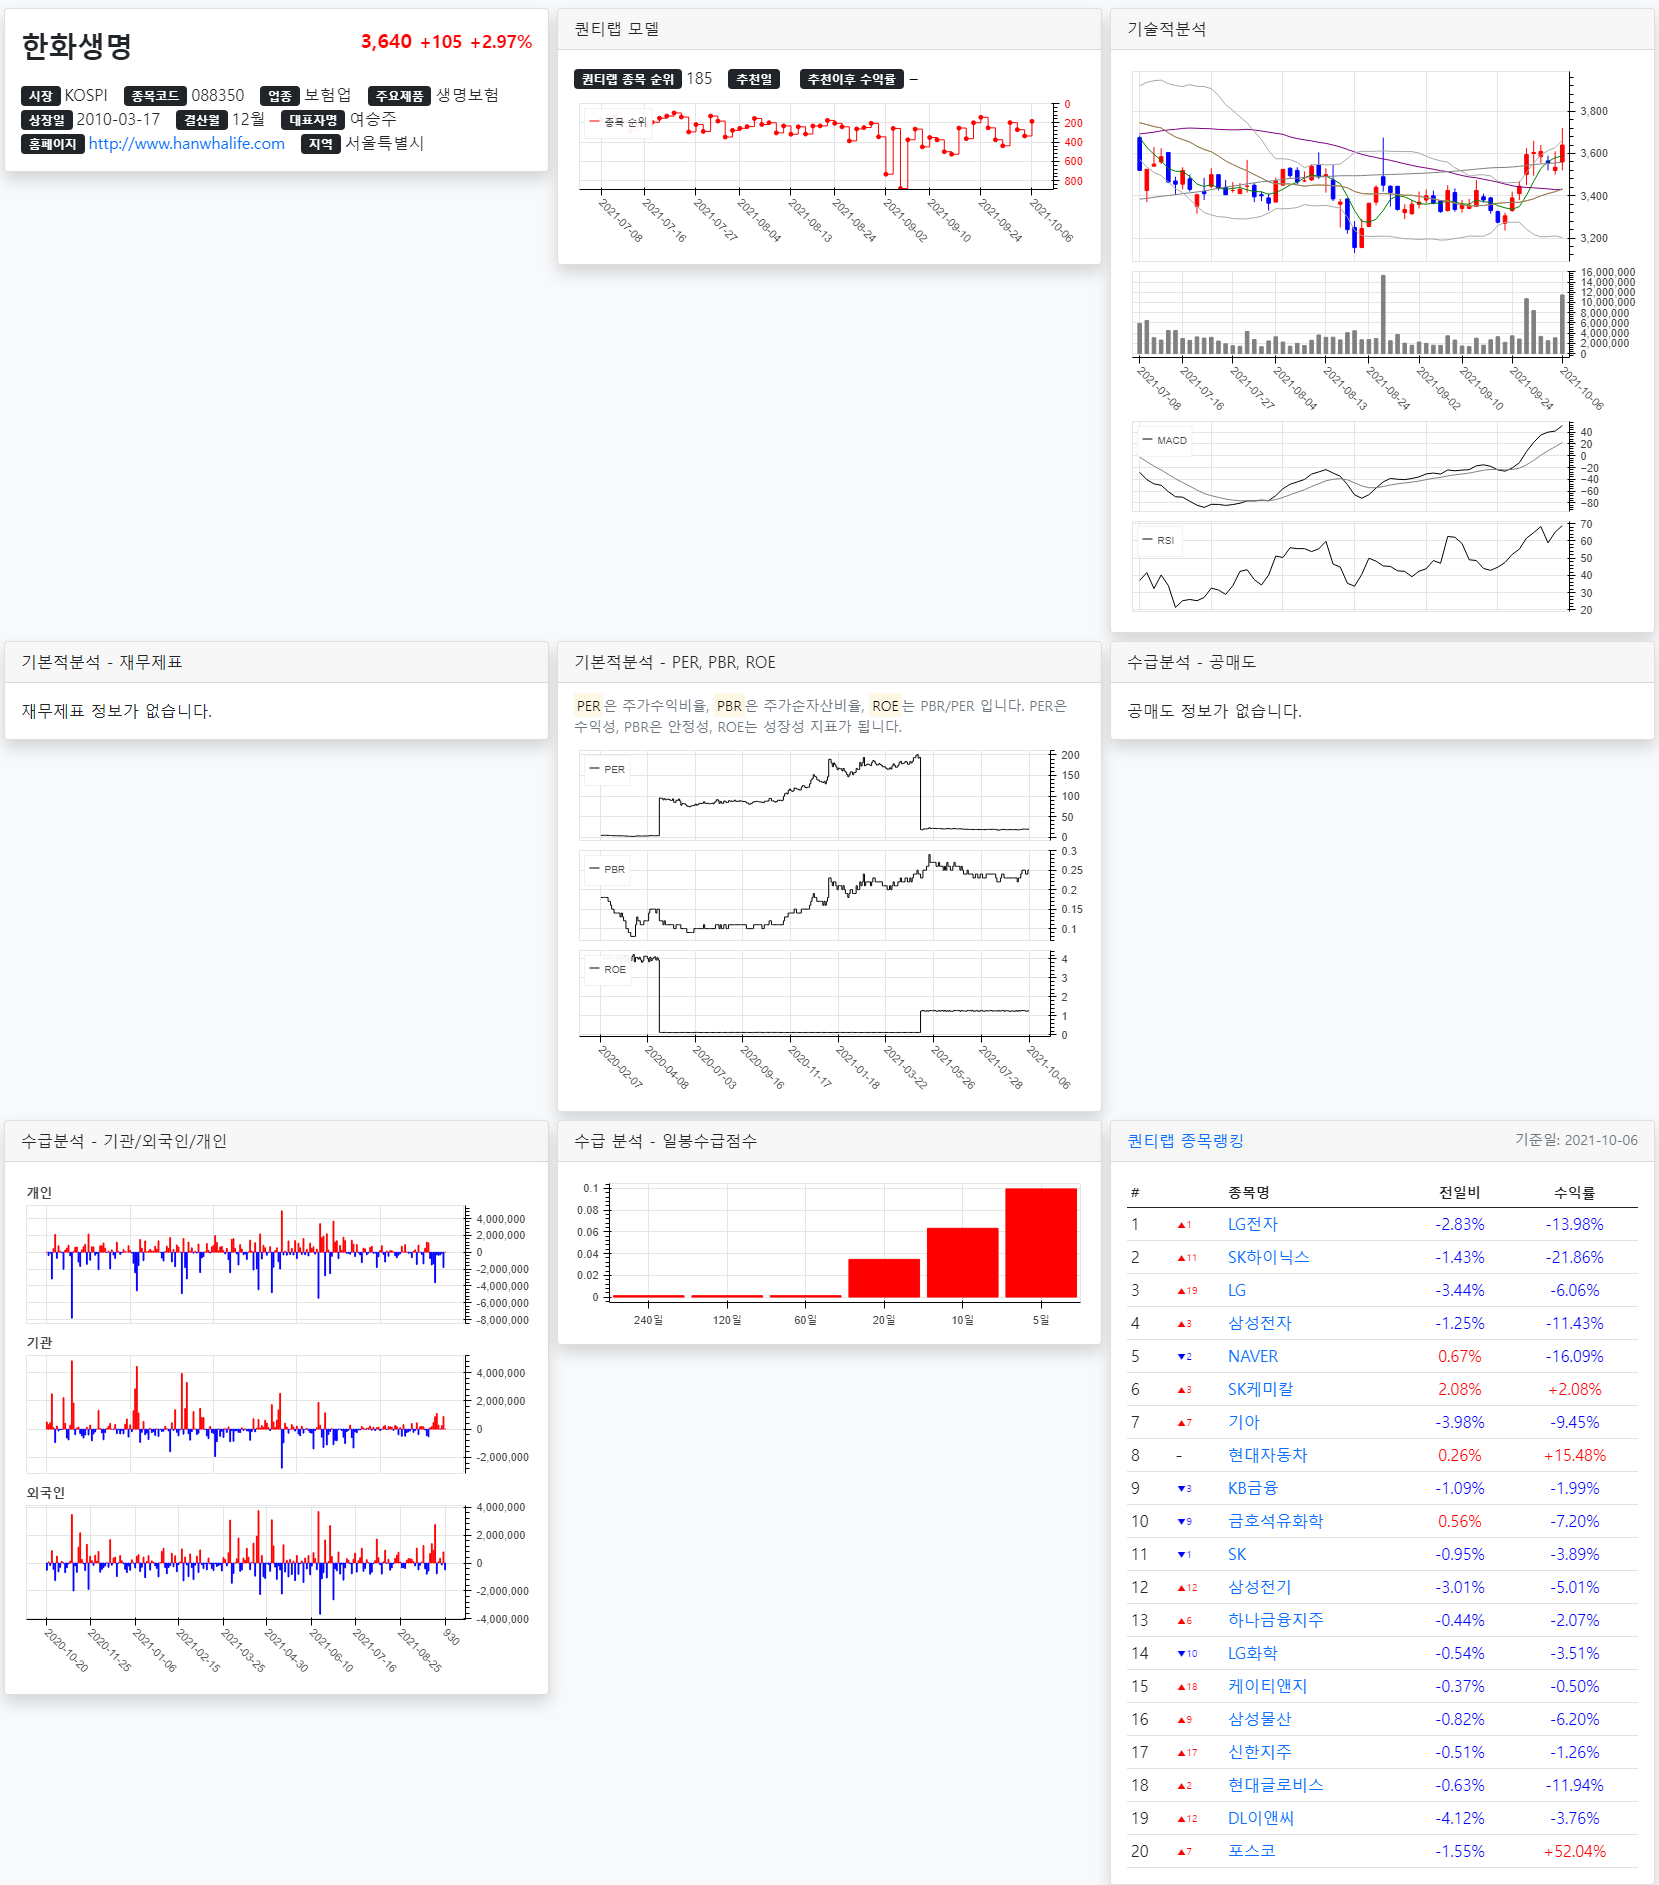 한화생명
3,640 +105 +2.97%
시장 KOSPI 종목코드 088350 업종 보험업 주요제품 생명보험
상장일 2010-03-17 결산월 12월 대표자명 여승주
홈페이지 http://www.hanwhalife.com 지역 서울특별시
퀀티랩 모델
퀀티랩 종목 순위 185 추천일 추천이후 수익률 –
종목 순위
0
200
400
600
800
2021-07-08 2021-07-16 2021-07-27 2021-08-04 2021-08-13 2021-08-24 2021-09-02 2021-09-10 2021-09-24 2021-10-06
기술적분석
3,800
3,600
3,400
3,200
16,000,000
14,000,000
12,000,000
10,000,000
8,000,000
6,000,000
4,000,000
2,000,000
0
2021-07-08 2021-07-16 2021-07-27 2021-08-04 2021-08-13 2021-08-24 2021-09-02 2021-09-10 2021-09-24 2021-10-06
MACD
40
20
0
−20
−40
−60
−80
RSI
70
60
50
40
30
20
기본적분석 - 재무제표
재무제표 정보가 없습니다.
기본적분석 - PER, PBR, ROE
PER은 주가수익비율, PBR은 주가순자산비율, ROE는 PBR/PER 입니다. PER은
수익성, PBR은 안정성, ROE는 성장성 지표가 됩니다.
PER
200
150
100
50
0
PBR
0.3
0.25
0.2
0.15
0.1
ROE
4
3
2
1
0
2020-02-07 2020-04-08 2020-07-03 2020-09-16 2020-11-17 2021-01-18 2021-03-22 2021-05-26 2021-07-28 2021-10-06
수급분석 - 공매도
공매도 정보가 없습니다.
수급분석 - 기관/외국인/개인
개인
4,000,000
2,000,000
0
-2,000,000
-4,000,000
-6,000,000
-8,000,000
기관
4,000,000
2,000,000
0
-2,000,000
외국인
4,000,000
2,000,000
0
-2,000,000
-4,000,000
2020-10-20 2020-11-25 2021-01-06 2021-02-15 2021-03-25 2021-04-30 2021-06-10 2021-07-16 2021-08-25 930
수급 분석 - 일봉수급점수
0.1
0.08
0.06
0.04
0.02
0
240일 120일 60일 20일 10일 5일
퀀티랩 종목랭킹 기준일: 2021-10-06
# 종목명 전일비 수익률
1 ▲1 LG전자 -2.83% -13.98%
2 ▲11 SK하이닉스 -1.43% -21.86%
3 ▲19 LG -3.44% -6.06%
4 ▲3 삼성전자 -1.25% -11.43%
5 ▼2 NAVER 0.67% -16.09%
6 ▲3 SK케미칼 2.08% +2.08%
7 ▲7 기아 -3.98% -9.45%
8 - 현대자동차 0.26% +15.48%
9 ▼3 KB금융 -1.09% -1.99%
10 ▼9 금호석유화학 0.56% -7.20%
11 ▼1 SK -0.95% -3.89%
12 ▲12 삼성전기 -3.01% -5.01%
13 ▲6 하나금융지주 -0.44% -2.07%
14 ▼10 LG화학 -0.54% -3.51%
15 ▲18 케이티앤지 -0.37% -0.50%
16 ▲9 삼성물산 -0.82% -6.20%
17 ▲17 신한지주 -0.51% -1.26%
18 ▲2 현대글로비스 -0.63% -11.94%
19 ▲12 DL이앤씨 -4.12% -3.76%
20 ▲7 포스코 -1.55% +52.04%